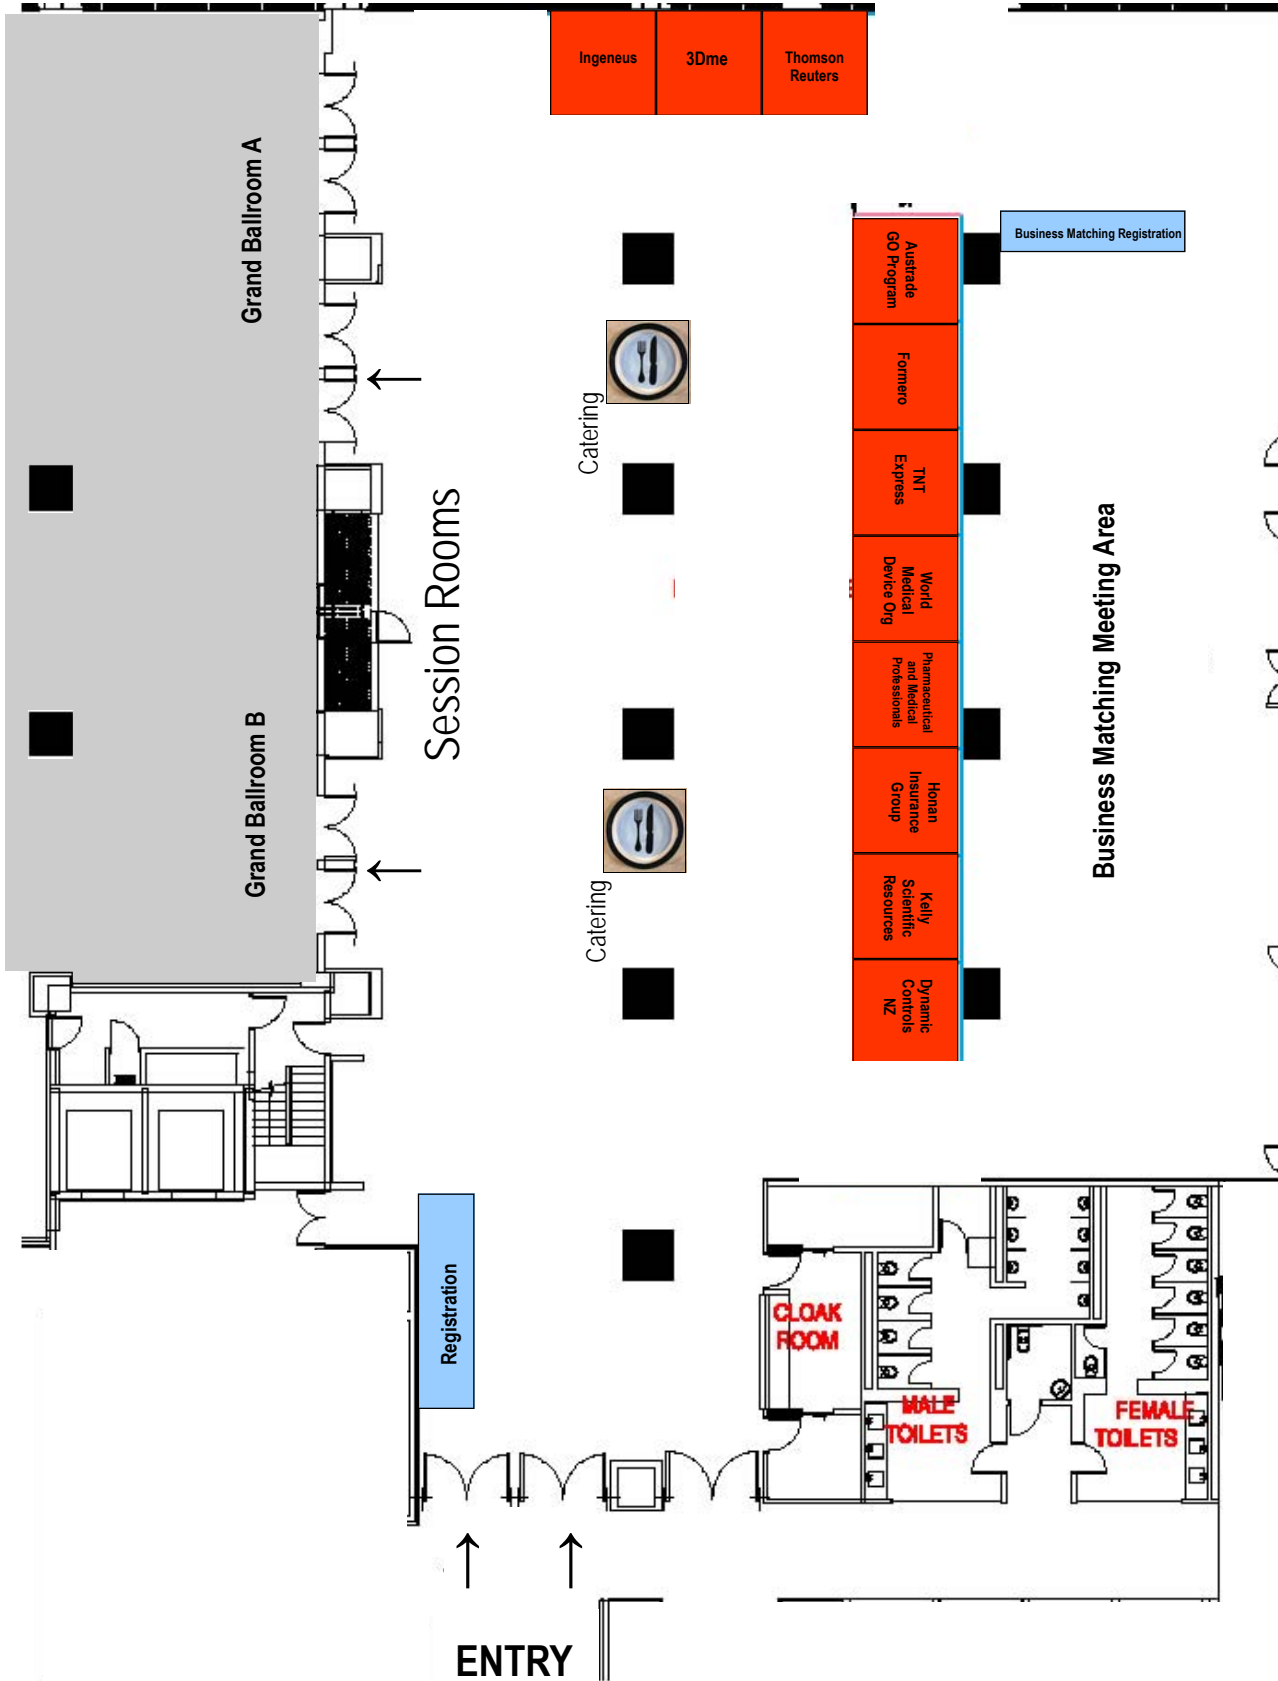 Ingeneus
3Dme
Thomson
Reuters
Grand Ballroom A
Business Matching Registration
Austrade
GO Program
Formero
Catering
TNT
Express
Session Rooms
World
Medical
Device Org
Business Matching Meeting Area
Pharmaceutical
and Medical
Professionals
Grand Ballroom B
Honan
Insurance
Group
Catering
Kelly
Scientific
Resources
Dynamic
Controls
NZ
Registration
CLOAK
ROOM
MALE
TOILETS
FEMALE
TOILETS
ENTRY